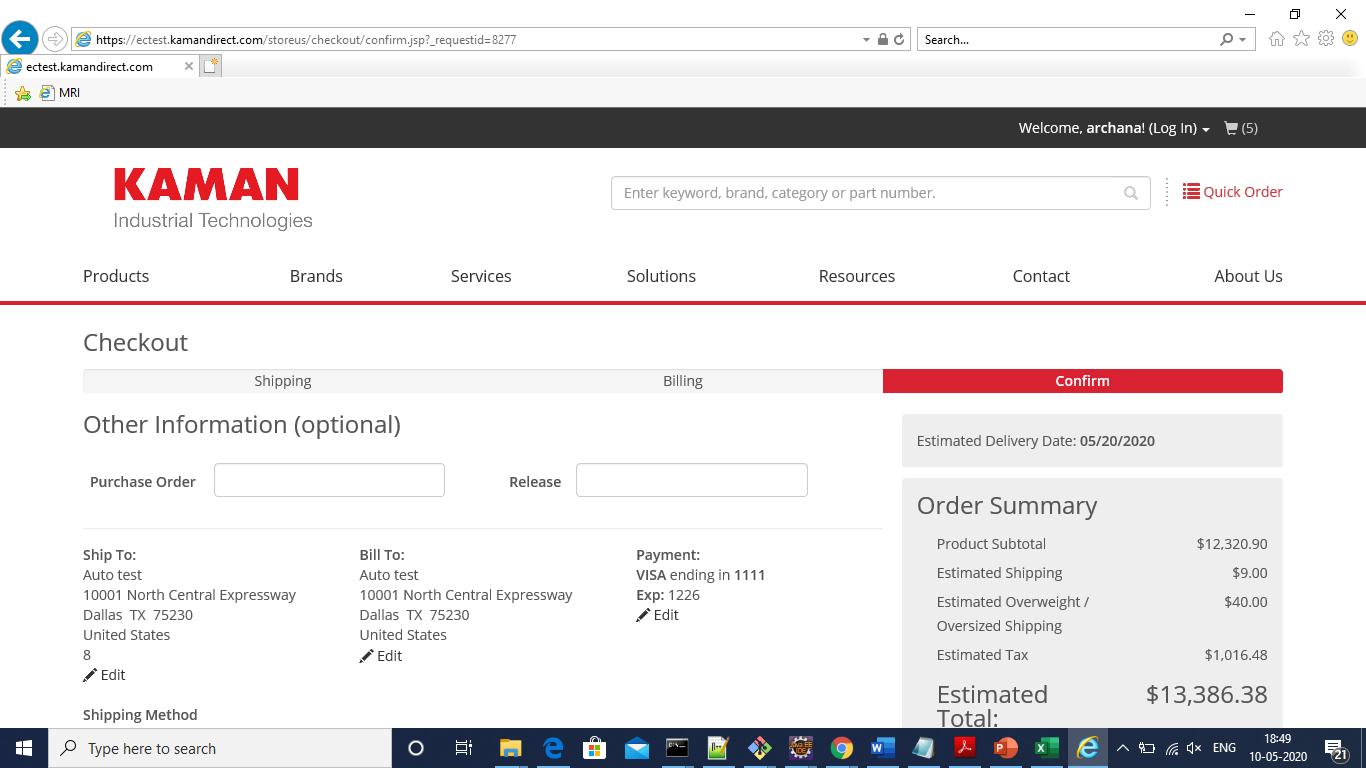 https://ectest.kamandirect.com/storeus/checkout/confirm.jsp?_requestid=8277
Search...
ectest.kamandirect.com
MRI
Welcome, archana! (Log In)
(5)
KAMAN
Industrial Technologies
Enter keyword, brand, category or part number.
Quick Order
Products
Brands
Services
Solutions
Resources
Contact
About Us
Checkout
Shipping
Billing
Confirm
Other Information (optional)
Purchase Order
Release
Estimated Delivery Date: 05/20/2020
Order Summary
Product Subtotal $12,320.90
Estimated Shipping $9.00
Estimated Overweight / $40.00
Oversized Shipping
Estimated Tax $1,016.48
Estimated $13,386.38
Total:
Ship To:
Auto test
10001 North Central Expressway
Dallas TX 75230
United States
8
Edit
Bill To:
Auto test
10001 North Central Expressway
Dallas TX 75230
United States
Edit
Payment:
VISA ending in 1111
Exp: 1226
Edit
Shipping Method
Type here to search
ENG
18:49
10-05-2020
21